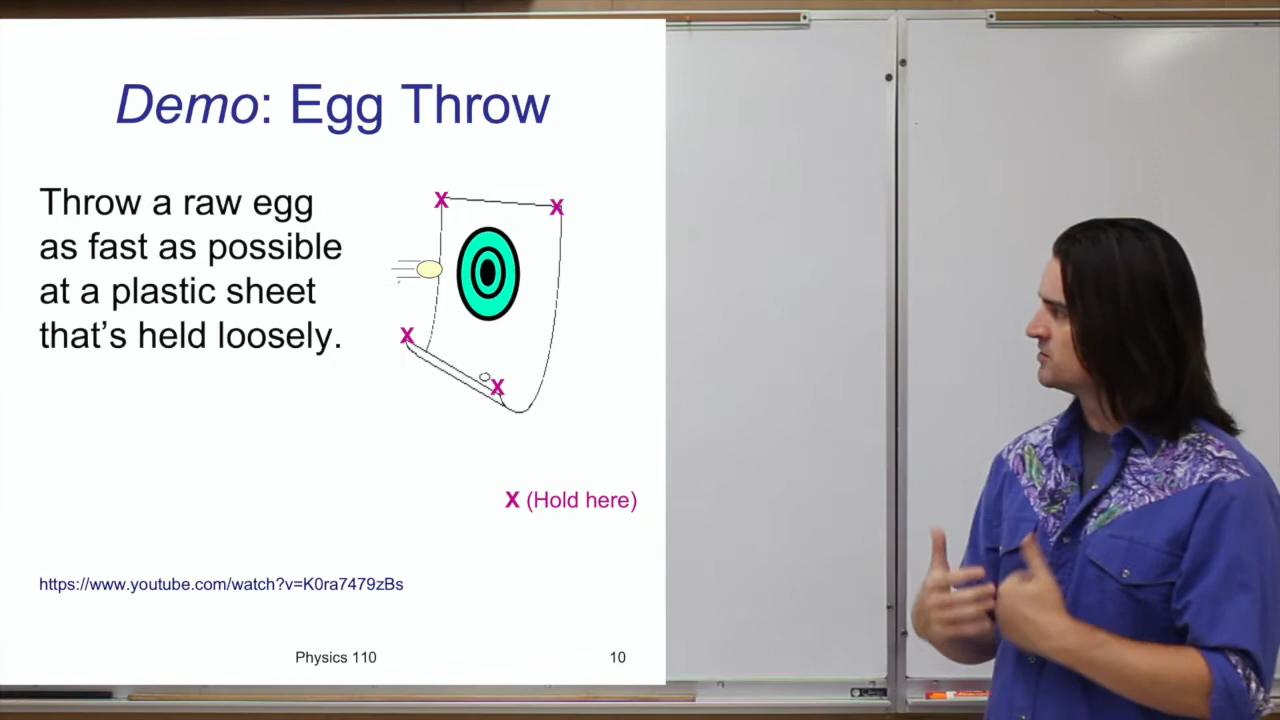 Demo: Egg Throw
Throw a raw egg
as fast as possible
at a plastic sheet
that's held loosely.
X
X
X
X
X (Hold here)
https://www.youtube.com/watch?v=K0ra7479zBs
Physics 110
10